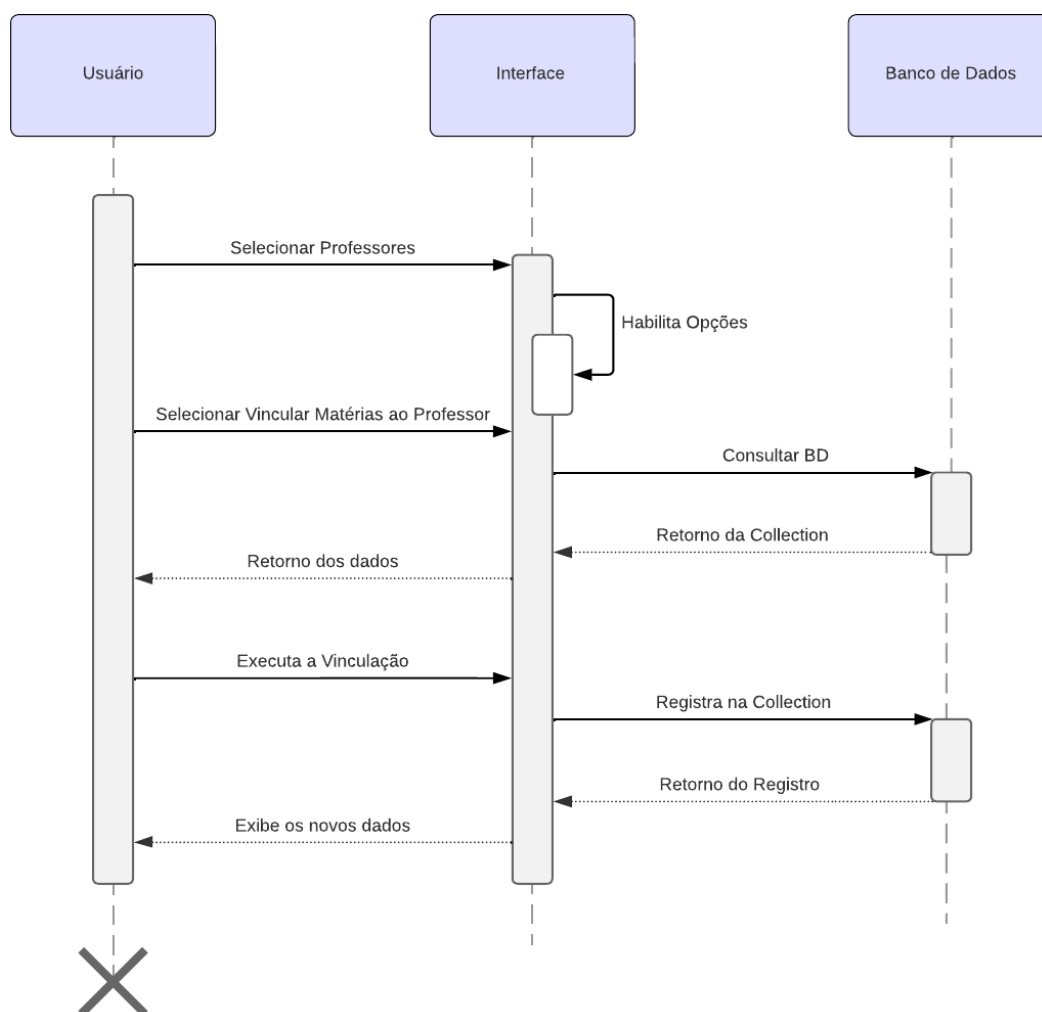 Usuário
Interface
Banco de Dados
Selecionar Professores
Habilita Opções
Selecionar Vincular Matérias ao Professor
Consultar BD
Retorno da Collection
Retorno dos dados
Executa a Vinculação
Registra na Collection
Retorno do Registro
Exibe os novos dados